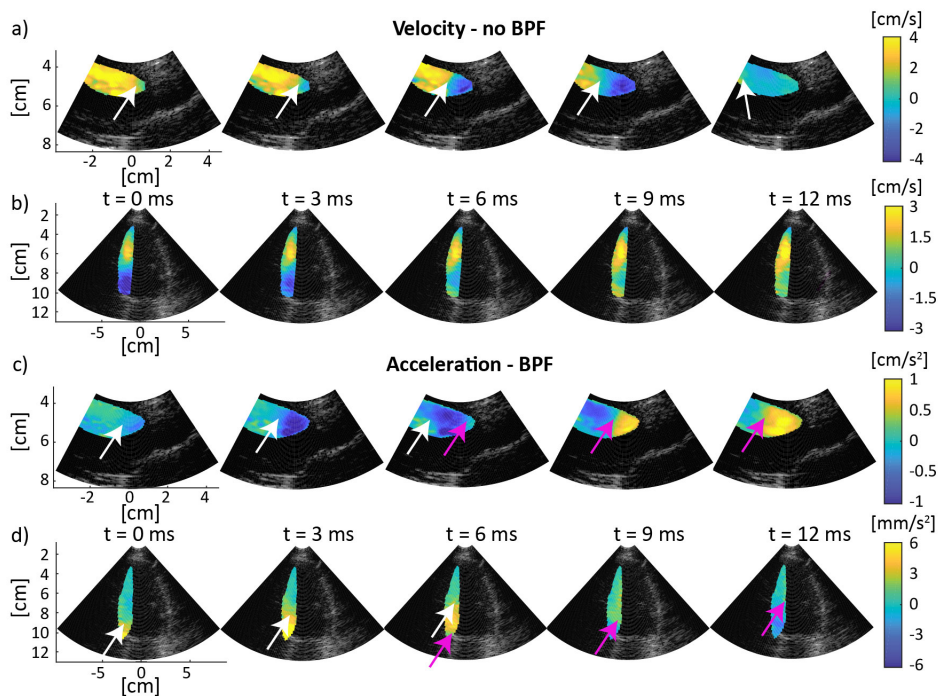 a) Velocity - no BPF [cm/s]
[cm] 4 6 8
-2 0 2 4
[cm]
4 2 0 -2 -4
b) t = 0 ms t = 3 ms t = 6 ms t = 9 ms t = 12 ms [cm/s]
[cm] 2 4 6 8 10 12
-5 0 5
[cm]
3 1.5 0 -1.5 -3
Acceleration - BPF
c) [cm/s²]
[cm] 4 6 8
-2 0 2 4
[cm]
1 0.5 0 -0.5 -1
d) t = 0 ms t = 3 ms t = 6 ms t = 9 ms t = 12 ms [mm/s²]
[cm] 2 4 6 8 10 12
-5 0 5
[cm]
6 4 2 0 -2 -4 -6